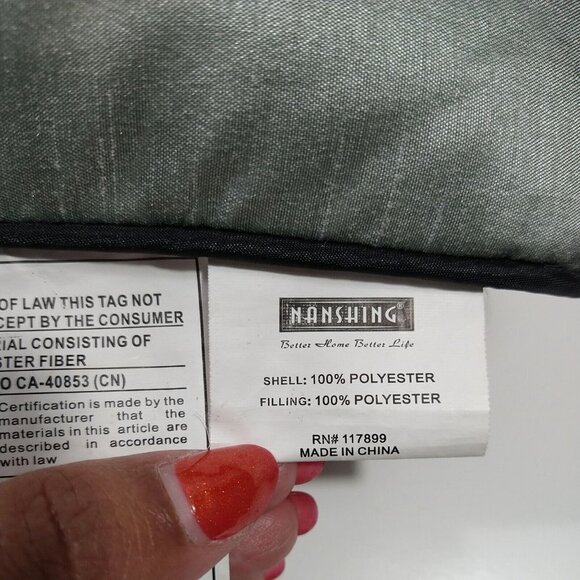 OF LAW THIS TAG NOT
CEPT BY THE CONSUMER
RIAL CONSISTING OF
STER FIBER
O CA-40853 (CN)
Certification is made by the
manufacturer that the
materials in this article are
described in accordance
with law
NANSHING®
Better Home Better Life
SHELL: 100% POLYESTER
FILLING: 100% POLYESTER
RN# 117899
MADE IN CHINA